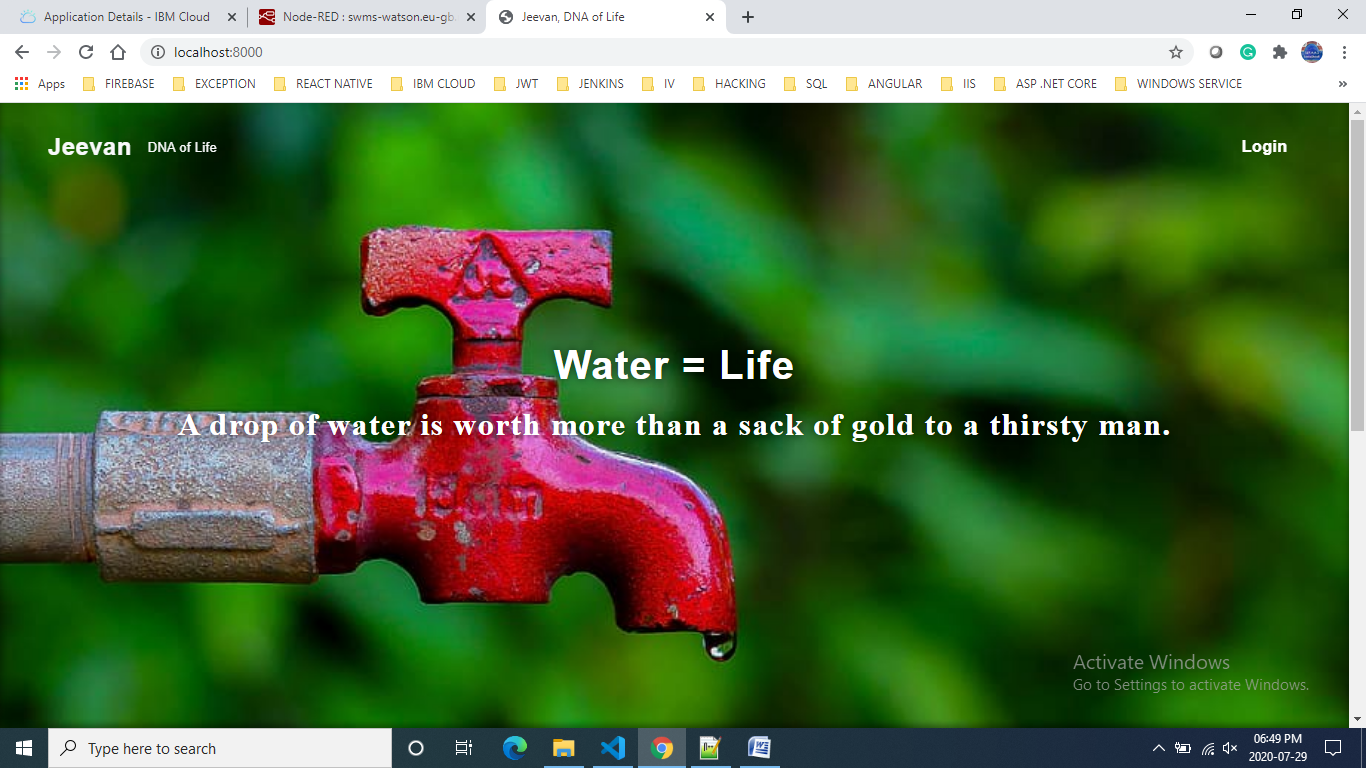 Application Details - IBM Cloud
Node-RED : swms-watson.eu-gb.
Jeevan, DNA of Life
localhost:8000
Apps
FIREBASE
EXCEPTION
REACT NATIVE
IBM CLOUD
JWT
JENKINS
IV
HACKING
SQL
ANGULAR
IIS
ASP .NET CORE
WINDOWS SERVICE
Jeevan DNA of Life
Login
Water = Life
A drop of water is worth more than a sack of gold to a thirsty man.
Activate Windows
Go to Settings to activate Windows.
Type here to search
06:49 PM
2020-07-29